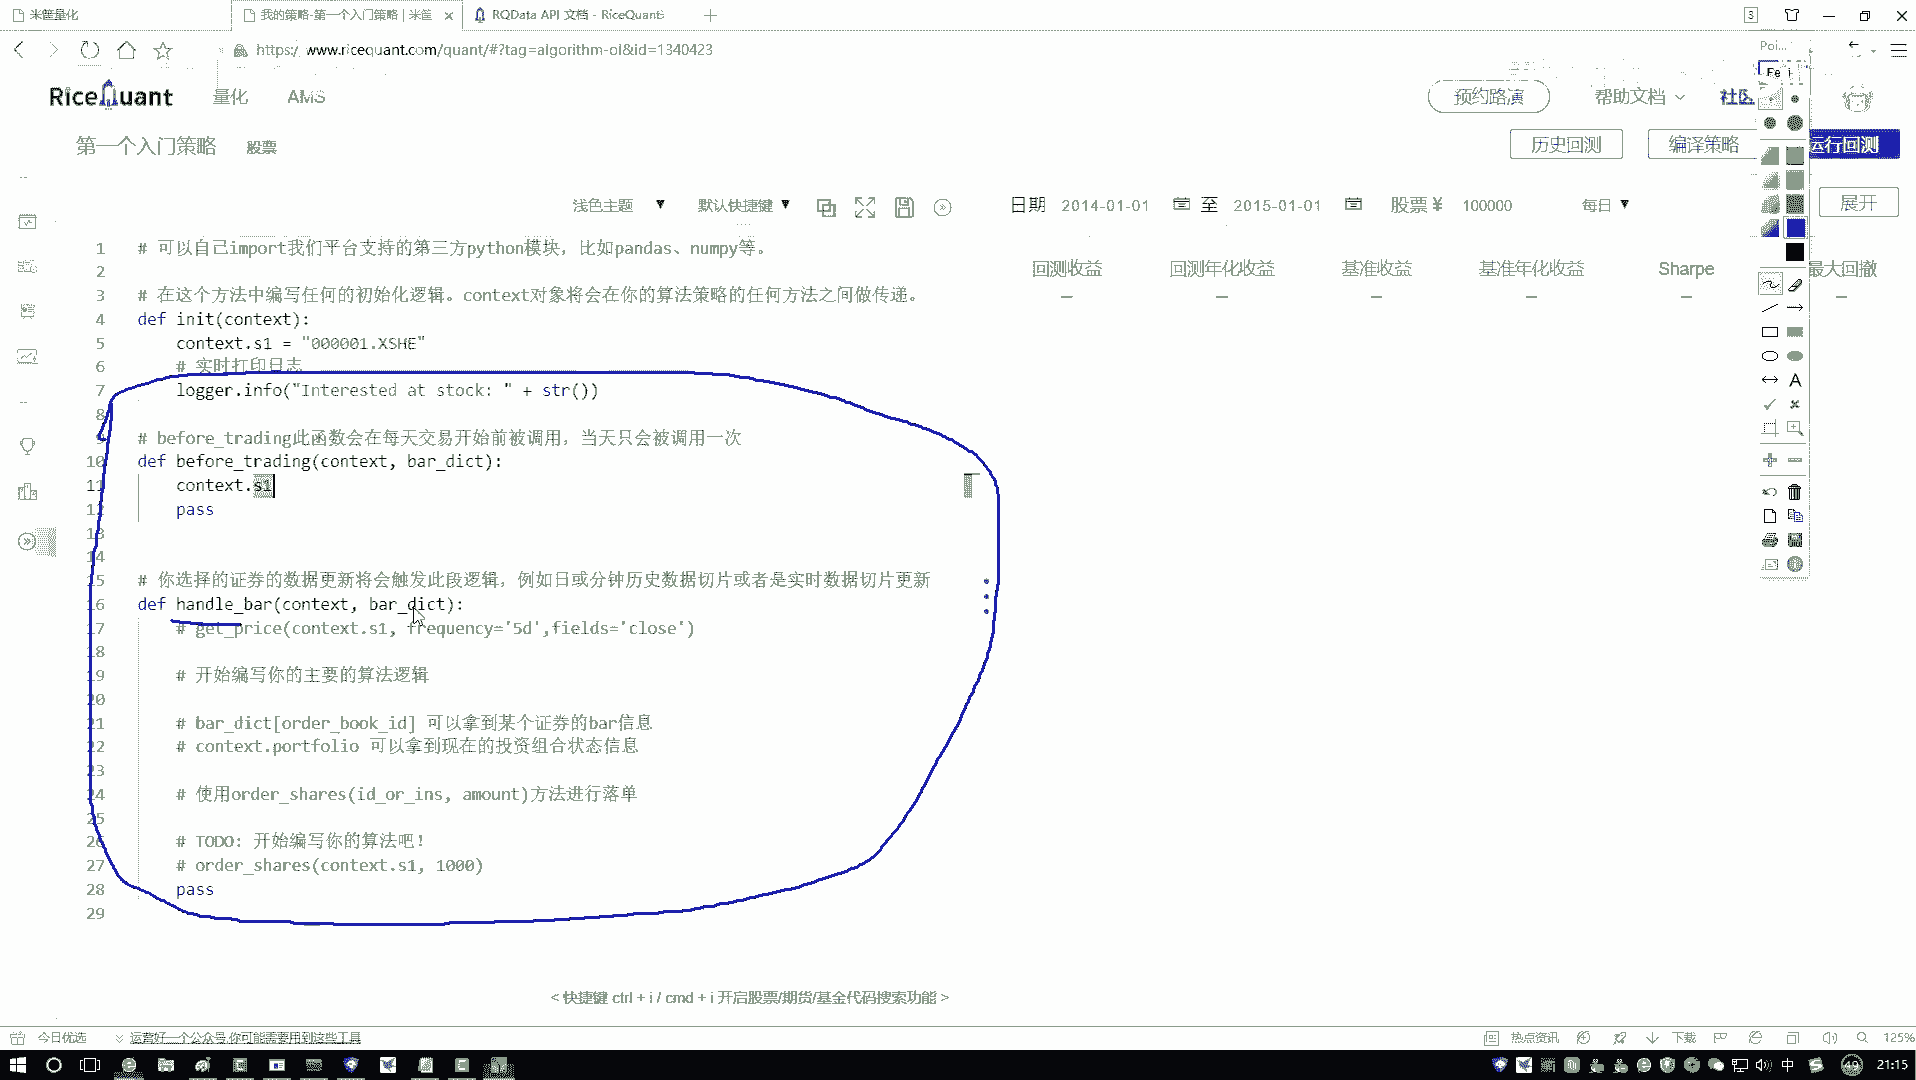 米筐量化
我的策略-第一个入门策略 | 米筐
RQData API 文档 - RiceQuant
https://www.ricequant.com/quant/#?tag=algorithm-ol&id=1340423
RiceQuant
量化
AMS
预约路演
帮助文档
社区
第一个入门策略
股票
历史回测
编译策略
运行回测
浅色主题
默认快捷键
日期
2014-01-01
至
2015-01-01
股票 ¥
100000
每日
展开
回测收益
回测年化收益
基准收益
基准年化收益
Sharpe
最大回撤
1 # 可以自己import我们平台支持的第三方python模块，比如pandas、numpy等。
2
3 # 在这个方法中编写任何的初始化逻辑。context对象将会在你的算法策略的任何方法之间做传递。
4 def init(context):
5 context.s1 = "000001.XSHE"
6 # 实时打印日志
7 logger.info("Interested at stock: " + str())
8
9 # before_trading此函数会在每天交易开始前被调用，当天只会被调用一次
10 def before_trading(context, bar_dict):
11 context.s1
12 pass
13
14
15 # 你选择的证券的数据更新将会触发此段逻辑，例如日或分钟历史数据切片或者是实时数据切片更新
16 def handle_bar(context, bar_dict):
17 # get_price(context.s1, frequency='5d',fields='close')
18
19 # 开始编写你的主要的算法逻辑
20
21 # bar_dict[order_book_id] 可以拿到某个证券的bar信息
22 # context.portfolio 可以拿到现在的投资组合状态信息
23
24 # 使用order_shares(id_or_ins, amount)方法进行落单
25
26 # TODO: 开始编写你的算法吧！
27 # order_shares(context.s1, 1000)
28 pass
29
< 快捷键 ctrl + i / cmd + i 开启股票/期货/基金代码搜索功能 >
今日优选
运营好一个公众号,你可能需要用到这些工具
热点资讯
下载
125%
中
49
21:15